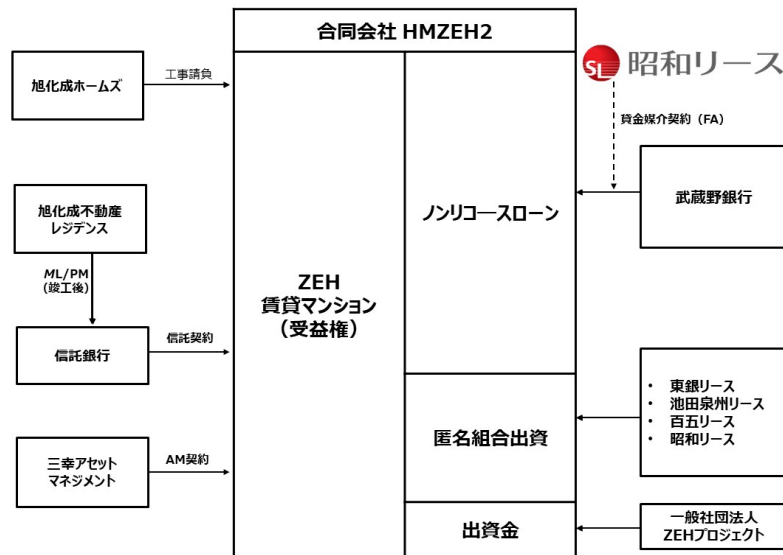 合同会社 HMZEH2
旭化成ホームズ
工事請負
旭化成不動産
レジデンス
ML/PM
(竣工後)
信託銀行
信託契約
三幸アセット
マネジメント
AM契約
ZEH
賃貸マンション
(受益権)
ノンリコースローン
匿名組合出資
出資金
SL 昭和リース
貸金媒介契約 (FA)
武蔵野銀行
・ 東銀リース
・ 池田泉州リース
・ 百五リース
・ 昭和リース
一般社団法人
ZEHプロジェクト